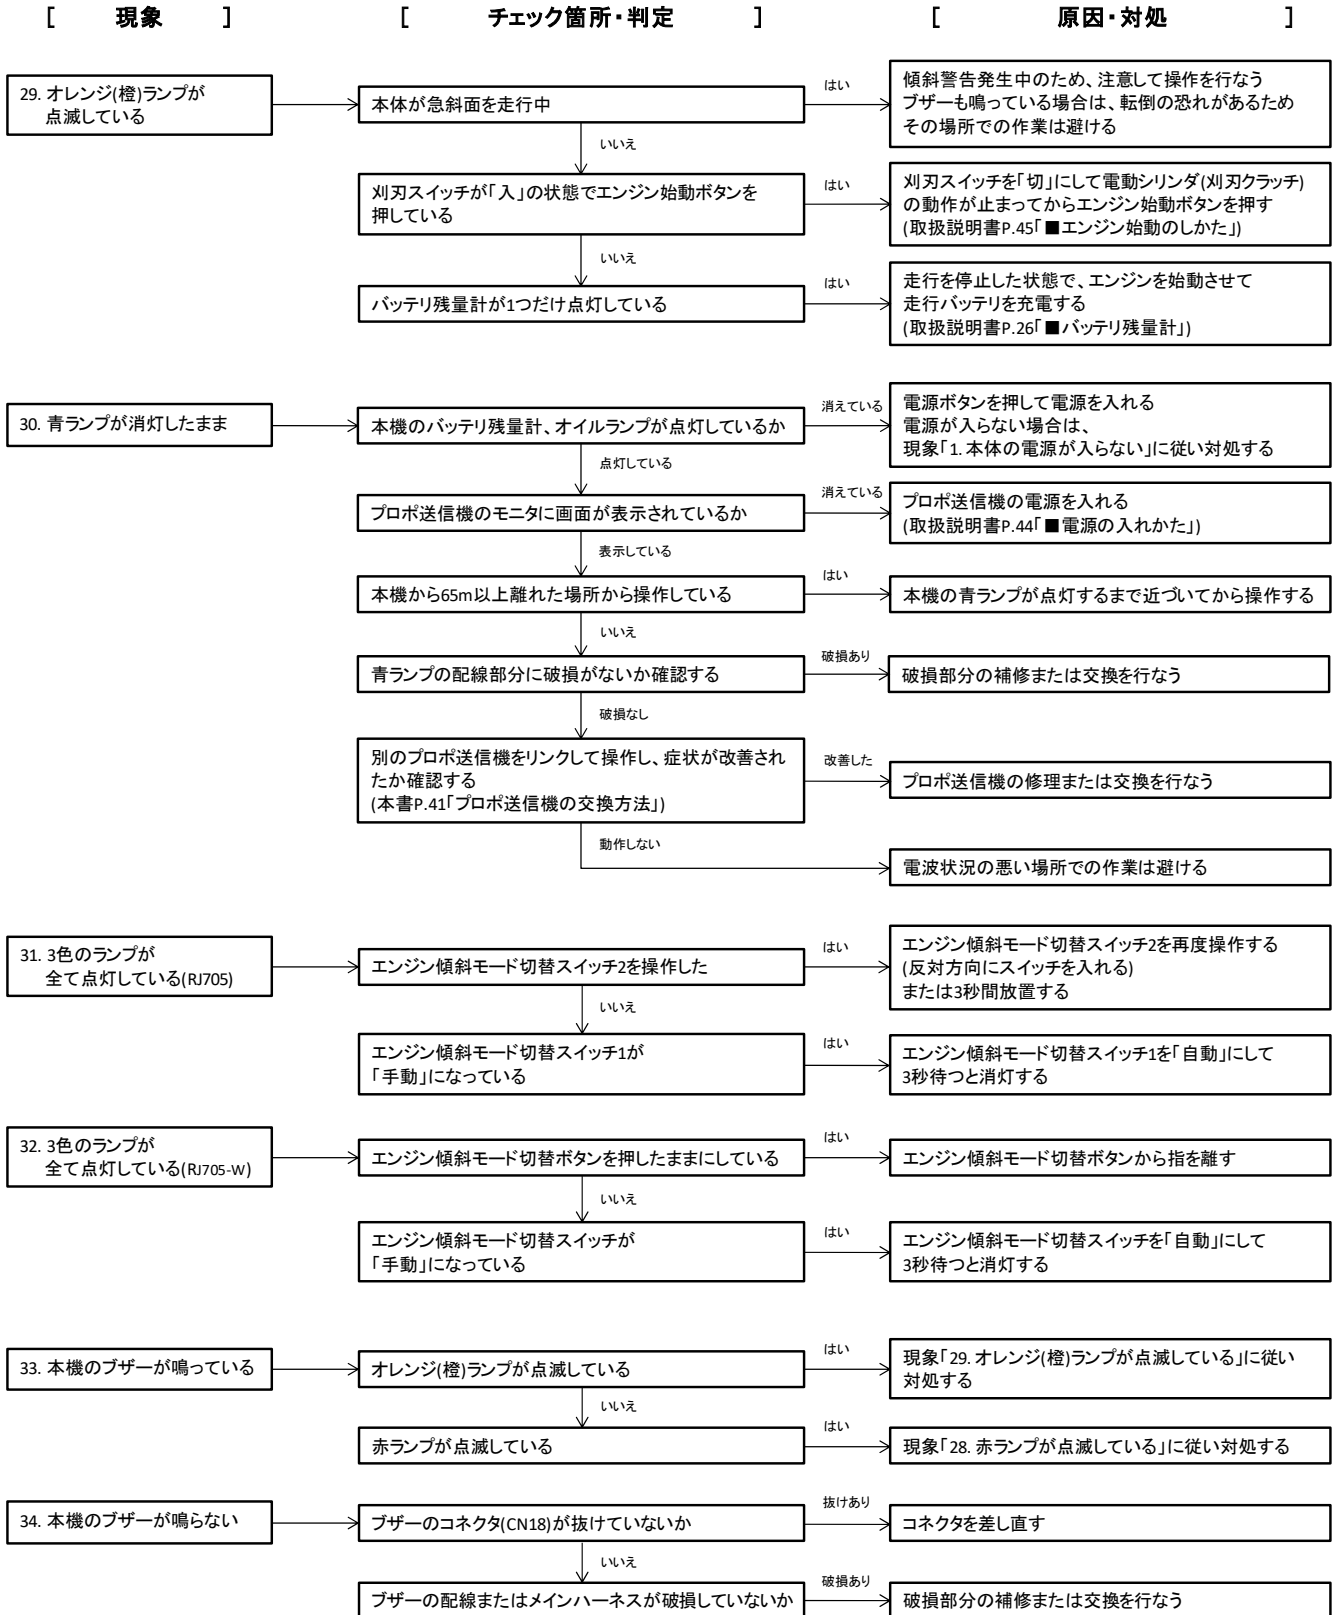 [ 現象 ] [ チェック箇所・判定 ] [ 原因・対処 ]
29. オレンジ(橙)ランプが
点滅している
本体が急斜面を走行中
はい
傾斜警告発生中のため、注意して操作を行なう
ブザーも鳴っている場合は、転倒の恐れがあるため
その場所での作業は避ける
いいえ
刈刃スイッチが「入」の状態でエンジン始動ボタンを
押している
はい
刈刃スイッチを「切」にして電動シリンダ(刈刃クラッチ)
の動作が止まってからエンジン始動ボタンを押す
(取扱説明書P.45「■エンジン始動のしかた」)
いいえ
バッテリ残量計が1つだけ点灯している
はい
走行を停止した状態で、エンジンを始動させて
走行バッテリを充電する
(取扱説明書P.26「■バッテリ残量計」)
30. 青ランプが消灯したまま
本機のバッテリ残量計、オイルランプが点灯しているか
消えている
電源ボタンを押して電源を入れる
電源が入らない場合は、
現象「1. 本体の電源が入らない」に従い対処する
点灯している
プロポ送信機のモニタに画面が表示されているか
消えている
プロポ送信機の電源を入れる
(取扱説明書P.44「■電源の入れかた」)
表示している
本機から65m以上離れた場所から操作している
はい
本機の青ランプが点灯するまで近づいてから操作する
いいえ
青ランプの配線部分に破損がないか確認する
破損あり
破損部分の補修または交換を行なう
破損なし
別のプロポ送信機をリンクして操作し、症状が改善され
たか確認する
(本書P.41「プロポ送信機の交換方法」)
改善した
プロポ送信機の修理または交換を行なう
動作しない
電波状況の悪い場所での作業は避ける
31. 3色のランプが
全て点灯している(RJ705)
エンジン傾斜モード切替スイッチ2を操作した
はい
エンジン傾斜モード切替スイッチ2を再度操作する
(反対方向にスイッチを入れる)
または3秒間放置する
いいえ
エンジン傾斜モード切替スイッチ1が
「手動」になっている
はい
エンジン傾斜モード切替スイッチ1を「自動」にして
3秒待つと消灯する
32. 3色のランプが
全て点灯している(RJ705-W)
エンジン傾斜モード切替ボタンを押したままにしている
はい
エンジン傾斜モード切替ボタンから指を離す
いいえ
エンジン傾斜モード切替スイッチが
「手動」になっている
はい
エンジン傾斜モード切替スイッチを「自動」にして
3秒待つと消灯する
33. 本機のブザーが鳴っている
オレンジ(橙)ランプが点滅している
はい
現象「29. オレンジ(橙)ランプが点滅している」に従い
対処する
いいえ
赤ランプが点滅している
はい
現象「28. 赤ランプが点滅している」に従い対処する
34. 本機のブザーが鳴らない
ブザーのコネクタ(CN18)が抜けていないか
抜けあり
コネクタを差し直す
いいえ
ブザーの配線またはメインハーネスが破損していないか
破損あり
破損部分の補修または交換を行なう